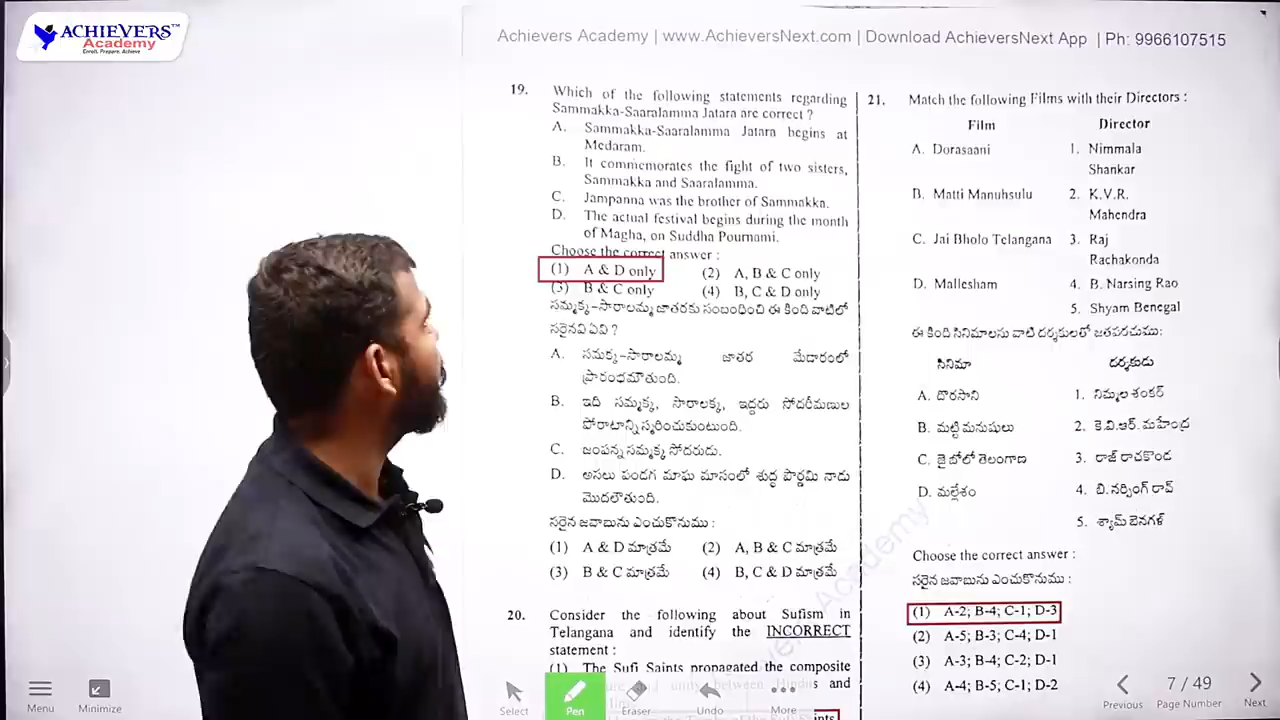 ACHIEVERS™
Academy
Enroll. Prepare. Achieve
Achievers Academy | www.AchieversNext.com | Download AchieversNext App | Ph: 9966107515
19. Which of the following statements regarding
Sammakka-Saaralamma Jatara are correct ?
A. Sammakka-Saaralamma Jatara begins at
Medaram.
B. It commemorates the fight of two sisters,
Sammakka and Saaralamma.
C. Jampanna was the brother of Sammakka.
D. The actual festival begins during the month
of Magha, on Suddha Pournami.
Choose the correct answer :
(1) A & D only (2) A, B & C only
(3) B & C only (4) B, C & D only
సమ్మక్క-సారాలమ్మ జాతరకు సంబంధించి ఈ కింది వాటిలో
సరైనవి ఏవి ?
A. సమక్క-సారాలమ్మ జాతర మేడారంలో
ప్రారంభమౌతుంది.
B. ఇది సమ్మక్క, సారాలక్క, ఇద్దరు సోదరీమణుల
పోరాటాన్ని స్మరించుకుంటుంది.
C. జంపన్న సమ్మక్క సోదరుడు.
D. అసలు పండగ మాఘ మాసంలో శుద్ధ పౌర్ణమి నాడు
మొదలౌతుంది.
సరైన జవాబును ఎంచుకొనుము :
(1) A & D మాత్రమే (2) A, B & C మాత్రమే
(3) B & C మాత్రమే (4) B, C & D మాత్రమే
20. Consider the following about Sufism in
Telangana and identify the INCORRECT
statement :
(1) The Sufi Saints propagated the composite
s and
21. Match the following Films with their Directors :
Film Director
A. Dorasaani 1. Nimmala
Shankar
B. Matti Manuhsulu 2. K.V.R.
Mahendra
C. Jai Bholo Telangana 3. Raj
Rachakonda
D. Mallesham 4. B. Narsing Rao
5. Shyam Benegal
ఈ కింది సినిమాలను వాటి దర్శకులతో జతపరచుము:
సినిమా దర్శకుడు
A. దొరసాని 1. నిమ్మల శంకర్
B. మట్టి మనుషులు 2. కె.వి.ఆర్. మహేంద్ర
C. జై బోలో తెలంగాణ 3. రాజ్ రాచకొండ
D. మల్లేశం 4. బి. నర్సింగ్ రావ్
5. శ్యామ్ బెనగళ్
Choose the correct answer :
సరైన జవాబును ఎంచుకొనుము :
(1) A-2; B-4; C-1; D-3
(2) A-5; B-3; C-4; D-1
(3) A-3; B-4; C-2; D-1
(4) A-4; B-5; C-1; D-2
Academy
Menu Minimize Select Pen Eraser Undo More Previous 7 / 49 Page Number Next